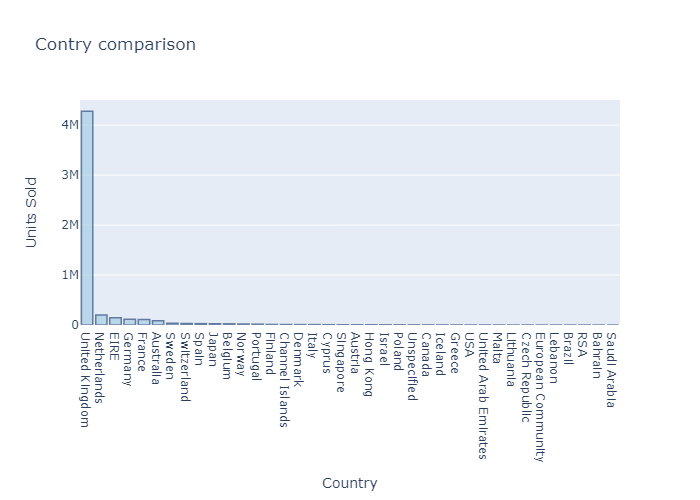 Contry comparison
4M
3M
2M
1M
0
Units Sold
United Kingdom
Netherlands
EIRE
Germany
France
Australia
Sweden
Switzerland
Spain
Japan
Belgium
Norway
Portugal
Finland
Channel Islands
Denmark
Italy
Cyprus
Singapore
Austria
Hong Kong
Israel
Poland
Unspecified
Canada
Iceland
Greece
USA
United Arab Emirates
Malta
Lithuania
Czech Republic
European Community
Lebanon
Brazil
RSA
Bahrain
Saudi Arabia
Country